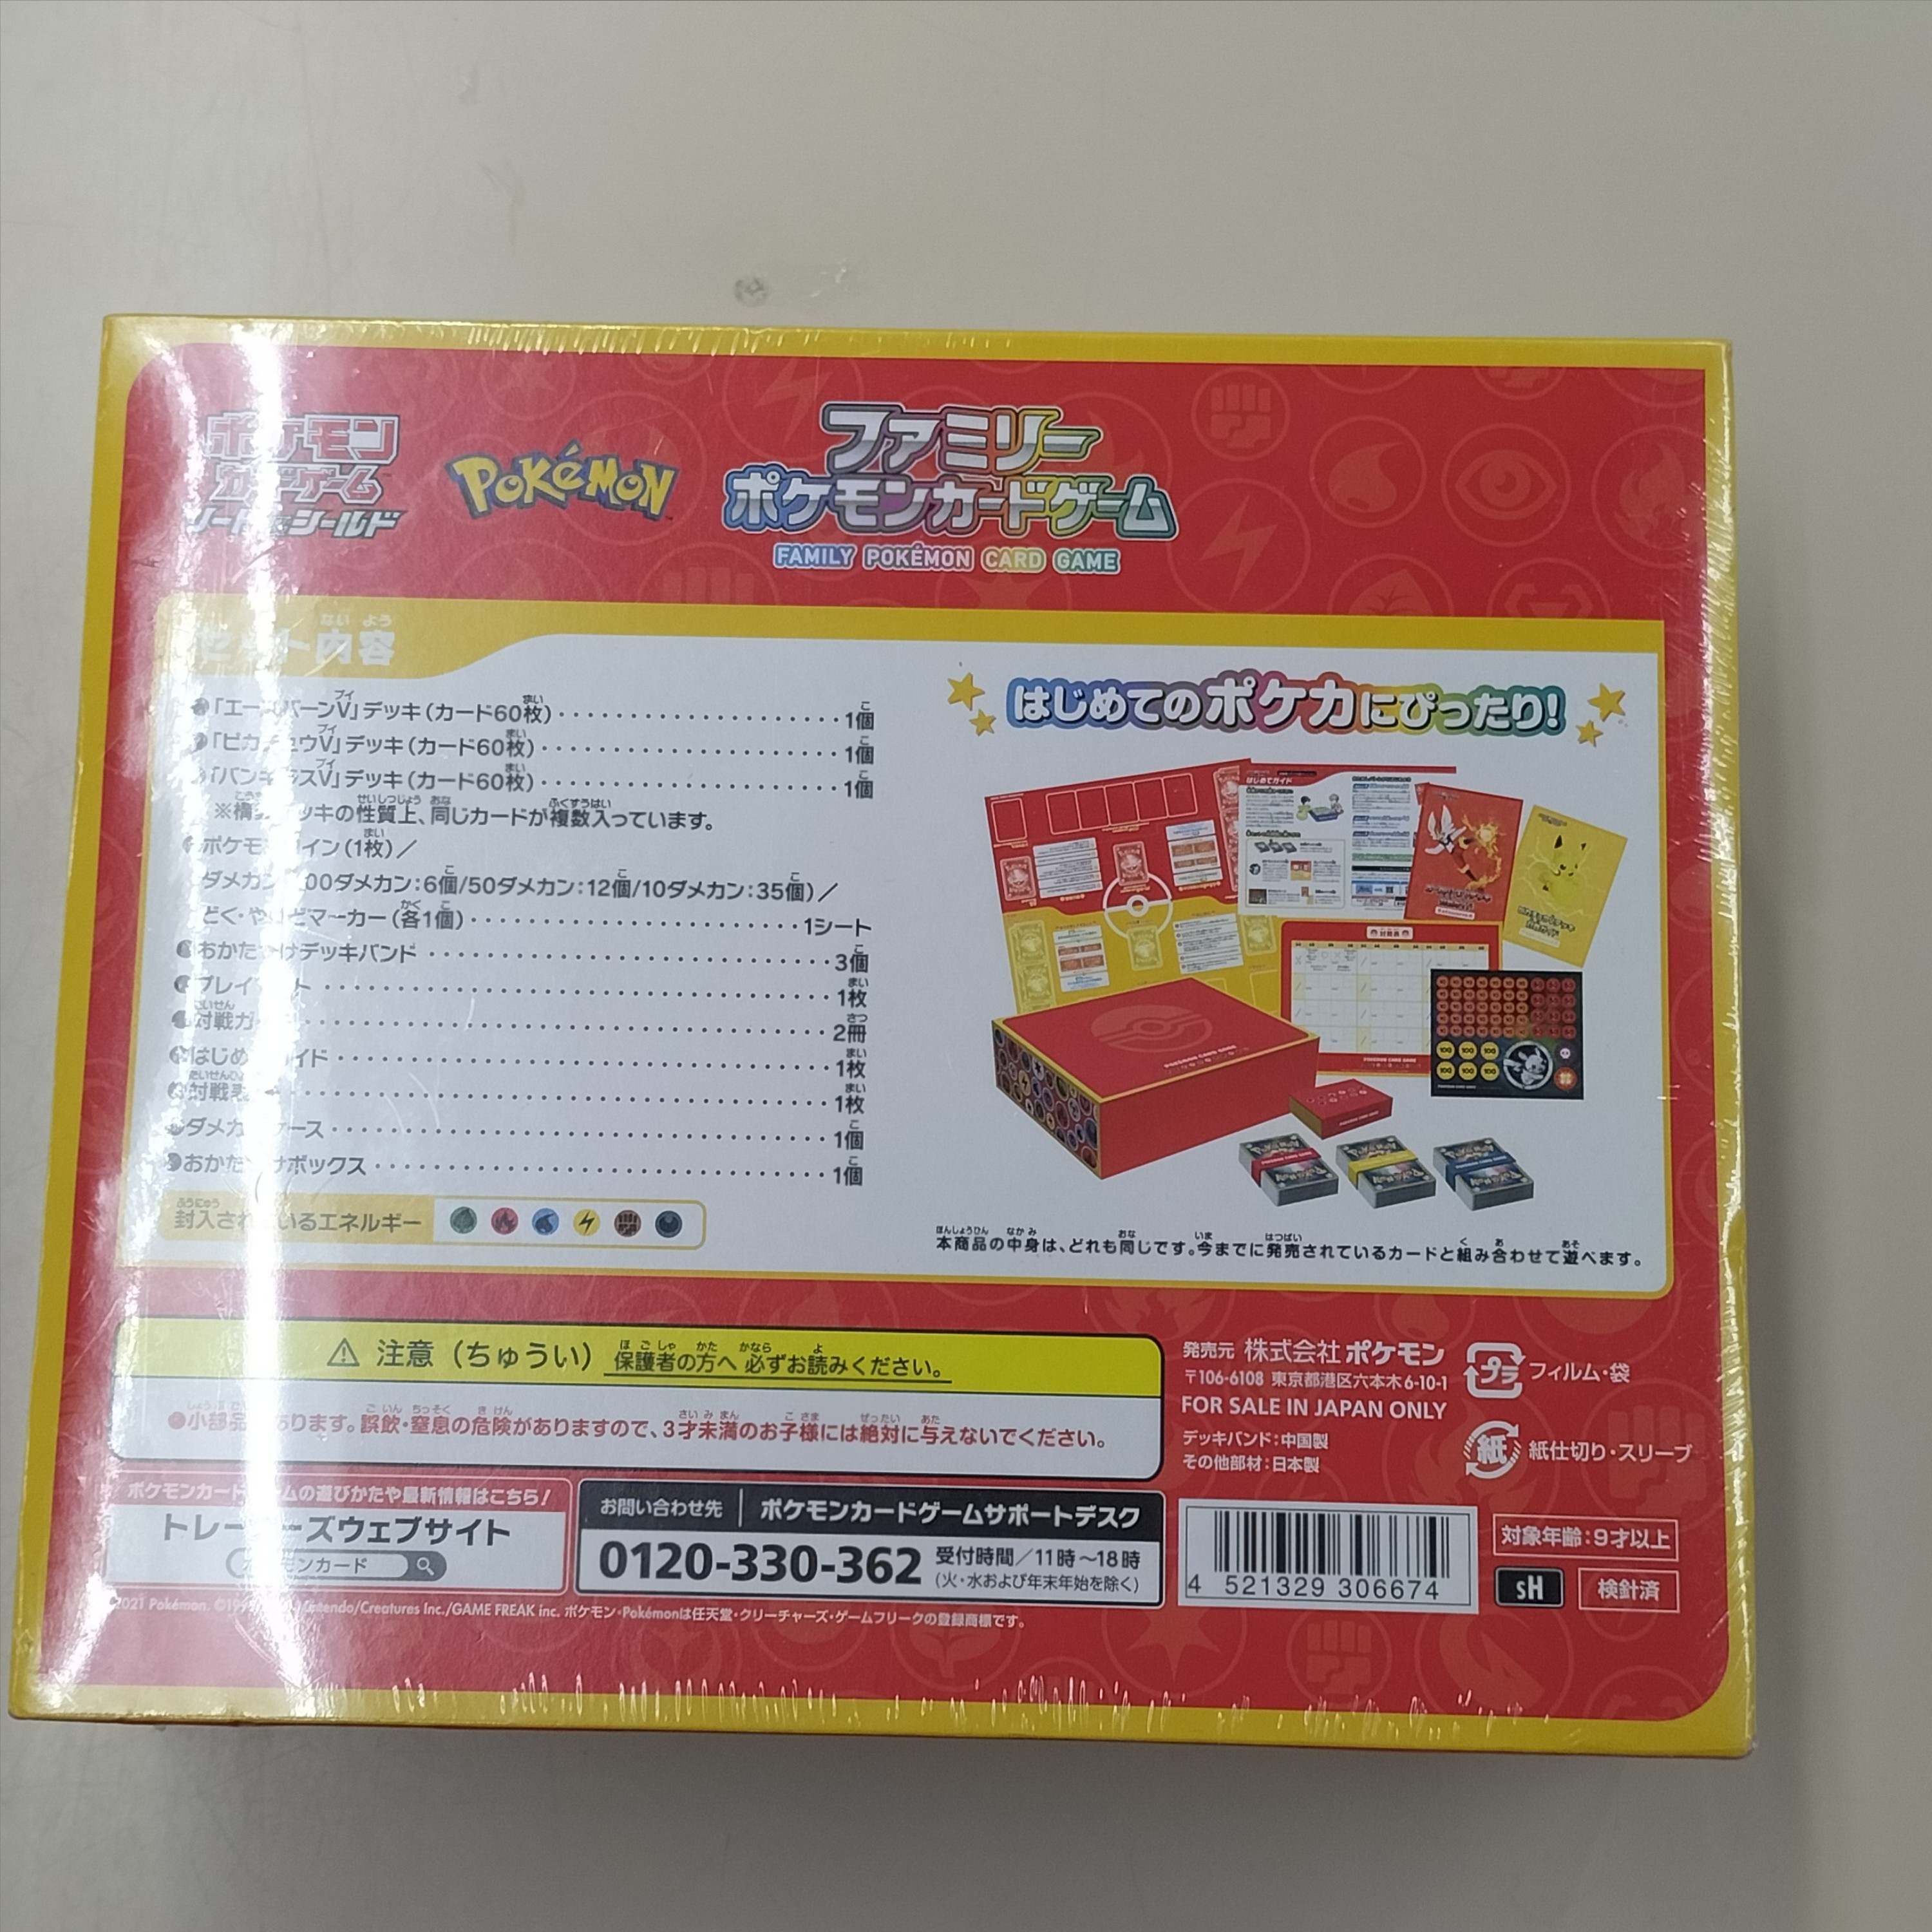 ポケモン
カードゲーム
ソード&シールド
POKéMON
ファミリー
ポケモンカードゲーム
FAMILY POKÉMON CARD GAME
セット内容
「エースバーンV」デッキ(カード60枚) 1個
「ピカチュウV」デッキ(カード60枚) 1個
「バンギラスV」デッキ(カード60枚) 1個
※構築デッキの性質上、同じカードが複数入っています。
ポケモンコイン(1枚)/
ダメカン(100ダメカン:6個/50ダメカン:12個/10ダメカン:35個)/
どく・やけどマーカー(各1個) 1シート
おかたづけデッキバンド 3個
プレイマット 1枚
対戦ガイド 2冊
はじめてガイド 1枚
対戦表 1枚
ダメカンケース 1個
おかたづけボックス 1個
封入されているエネルギー
はじめてのポケカにぴったり!
はじめてガイド
対戦表
100 100 100
100 100 100
POKÉMON CARD GAME
本商品の中身は、どれも同じです。今までに発売されているカードと組み合わせて遊べます。
⚠ 注意(ちゅうい) 保護者の方へ 必ずお読みください。
●小部品があります。誤飲・窒息の危険がありますので、3才未満のお子様には絶対に与えないでください。
ポケモンカードゲームの遊びかたや最新情報はこちら!
トレーナーズウェブサイト
ポケモンカード
お問い合わせ先 ポケモンカードゲームサポートデスク
0120-330-362 受付時間/11時~18時
(火・水および年末年始を除く)
発売元 株式会社ポケモン
〒106-6108 東京都港区六本木6-10-1
FOR SALE IN JAPAN ONLY
デッキバンド:中国製
その他部材:日本製
プラ フィルム・袋
紙 紙仕切り・スリーブ
4 521329 306674
対象年齢:9才以上
sH 検針済
2021 Pokémon. Nintendo/Creatures Inc./GAME FREAK inc. ポケモン・Pokémonは任天堂・クリーチャーズ・ゲームフリークの登録商標です。